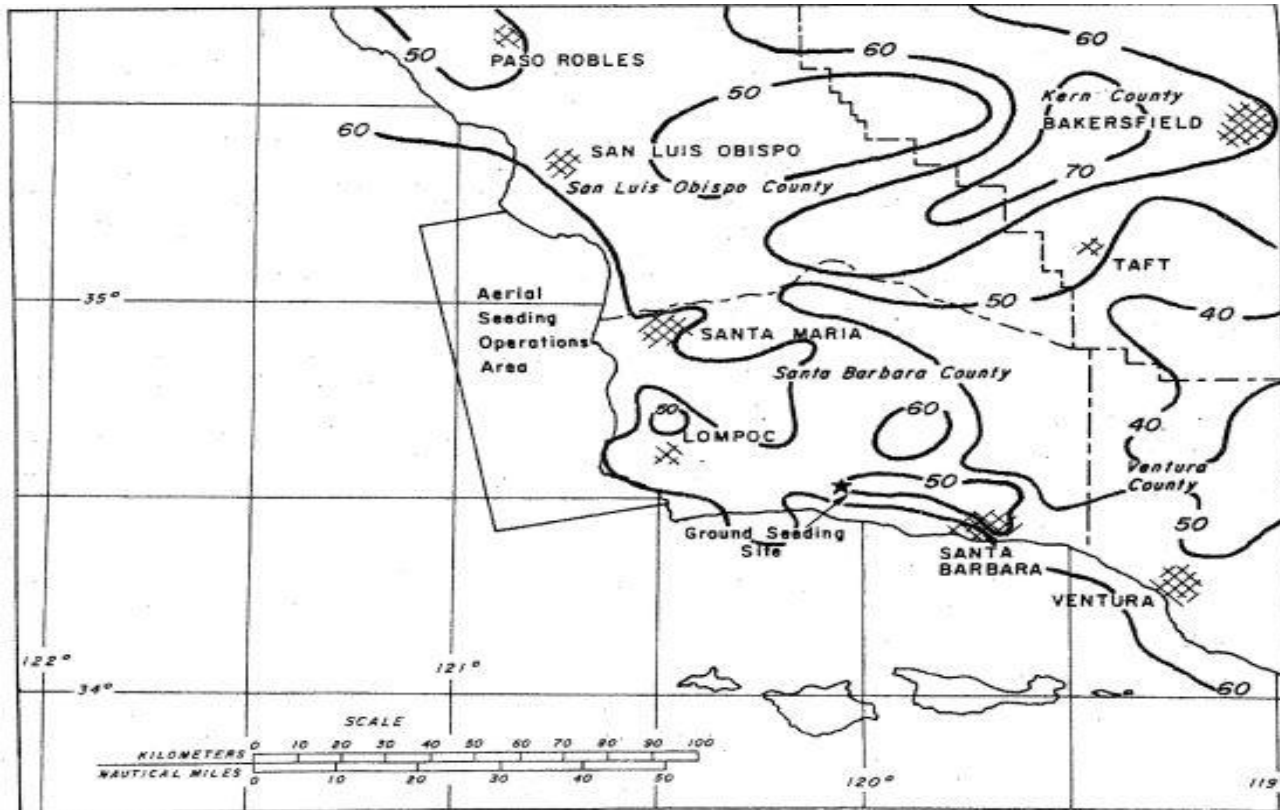 60
60
60
50
PASO ROBLES
50
Kern County
BAKERSFIELD
60
SAN LUIS OBISPO
San Luis Obispo County
70
TAFT
35°
Aerial
Seeding
Operations
Area
50
40
SANTA MARIA
Santa Barbara County
50
60
LOMPOC
40
Ventura
County
50
50
Ground Seeding
Site
SANTA
BARBARA
VENTURA
122°
121°
34°
60
SCALE
KILOMETERS
0 10 20 30 40 50 60 70 80 90 100
NAUTICAL MILES
0 10 20 30 40 50
120°
119